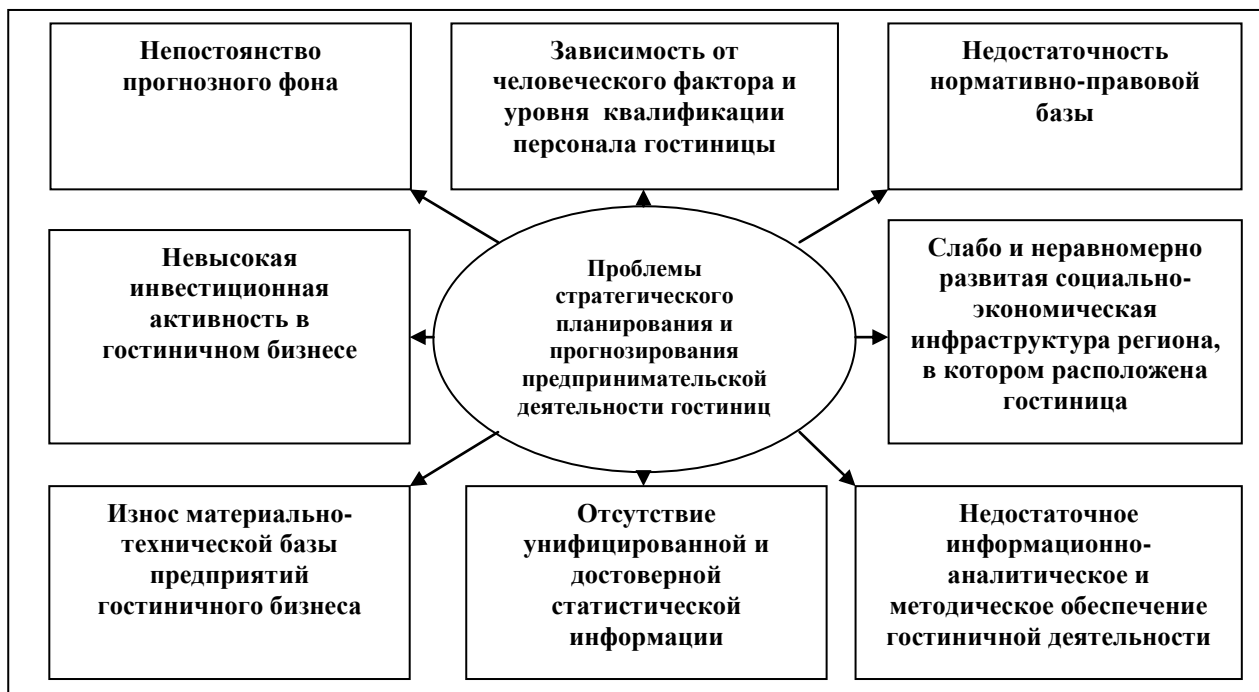 Непостоянство
прогнозного фона
Зависимость от
человеческого фактора и
уровня квалификации
персонала гостиницы
Недостаточность
нормативно-правовой
базы
Невысокая
инвестиционная
активность в
гостиничном бизнесе
Проблемы
стратегического
планирования и
прогнозирования
предпринимательской
деятельности гостиниц
Слабо и неравномерно
развитая социально-
экономическая
инфраструктура региона,
в котором расположена
гостиница
Износ материально-
технической базы
предприятий
гостиничного бизнеса
Отсутствие
унифицированной и
достоверной
статистической
информации
Недостаточное
информационно-
аналитическое и
методическое обеспечение
гостиничной деятельности